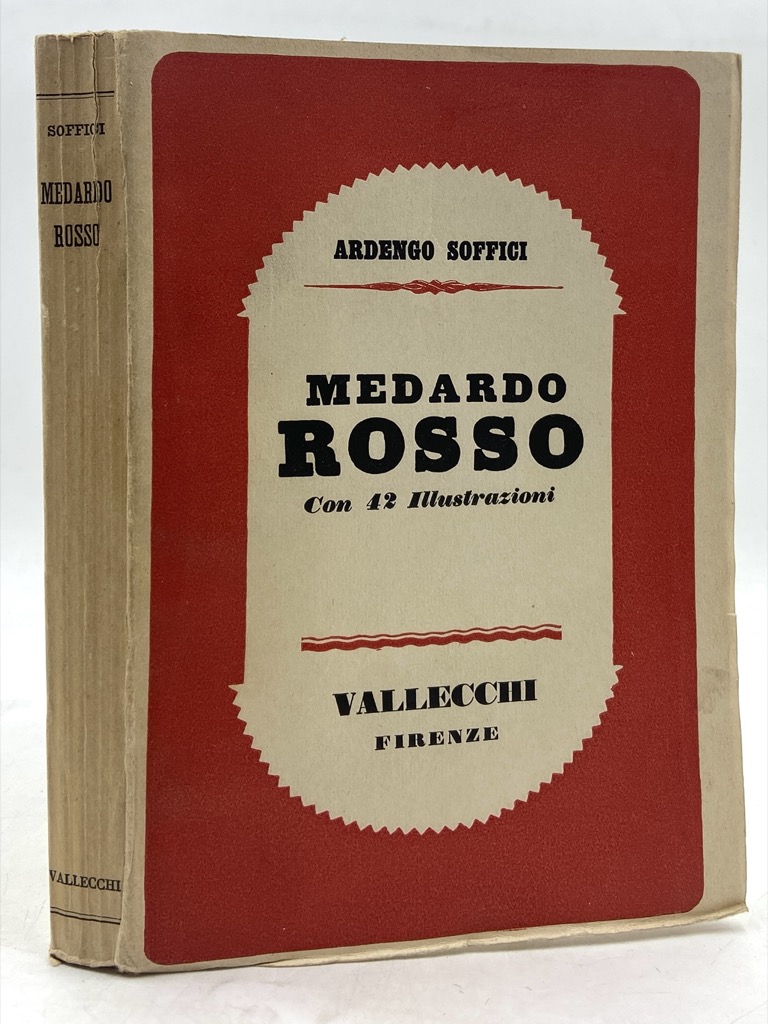 SOFFICI
MEDARDO
ROSSO
VALLECCHI
ARDENGO SOFFICI
MEDARDO
ROSSO
Con 42 Illustrazioni
VALLECCHI
FIRENZE